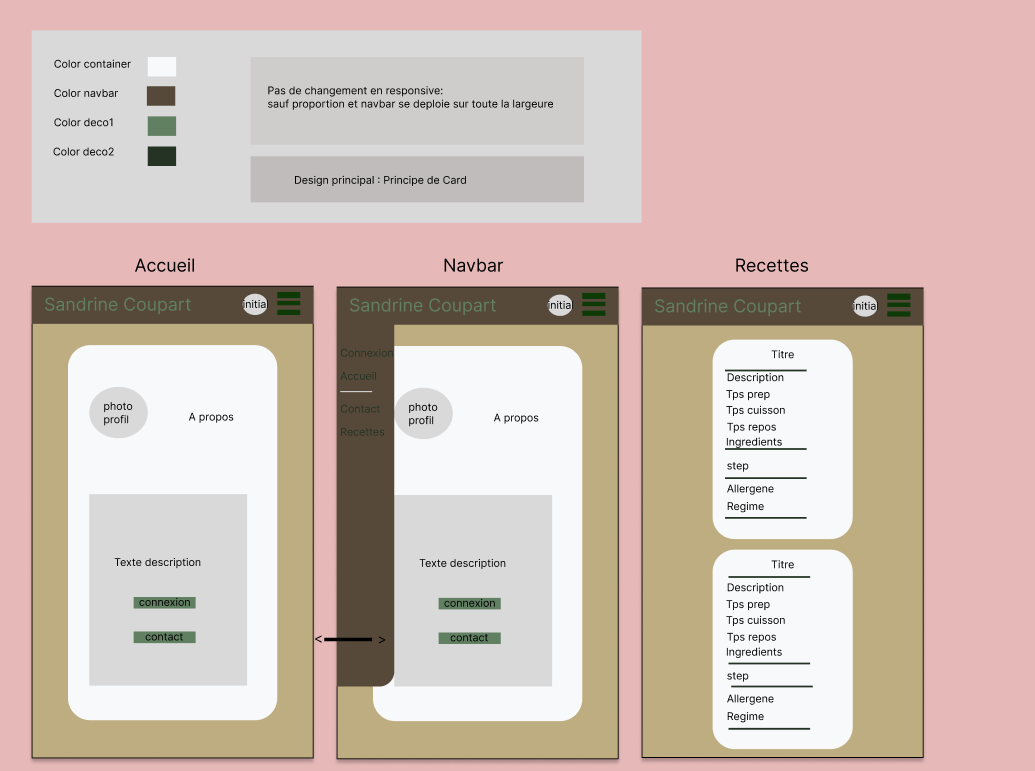 Color container
Color navbar
Color deco1
Color deco2
Pas de changement en responsive:
sauf proportion et navbar se deploie sur toute la largeure
Design principal : Principe de Card
Accueil
Sandrine Coupart
initial
photo
profil
A propos
Texte description
connexion
contact
Navbar
Sandrine Coupart
initial
Connexion
Accueil
Contact
Recettes
photo
profil
A propos
Texte description
connexion
contact
< >
Recettes
Sandrine Coupart
initial
Titre
Description
Tps prep
Tps cuisson
Tps repos
Ingredients
step
Allergene
Regime
Titre
Description
Tps prep
Tps cuisson
Tps repos
Ingredients
step
Allergene
Regime